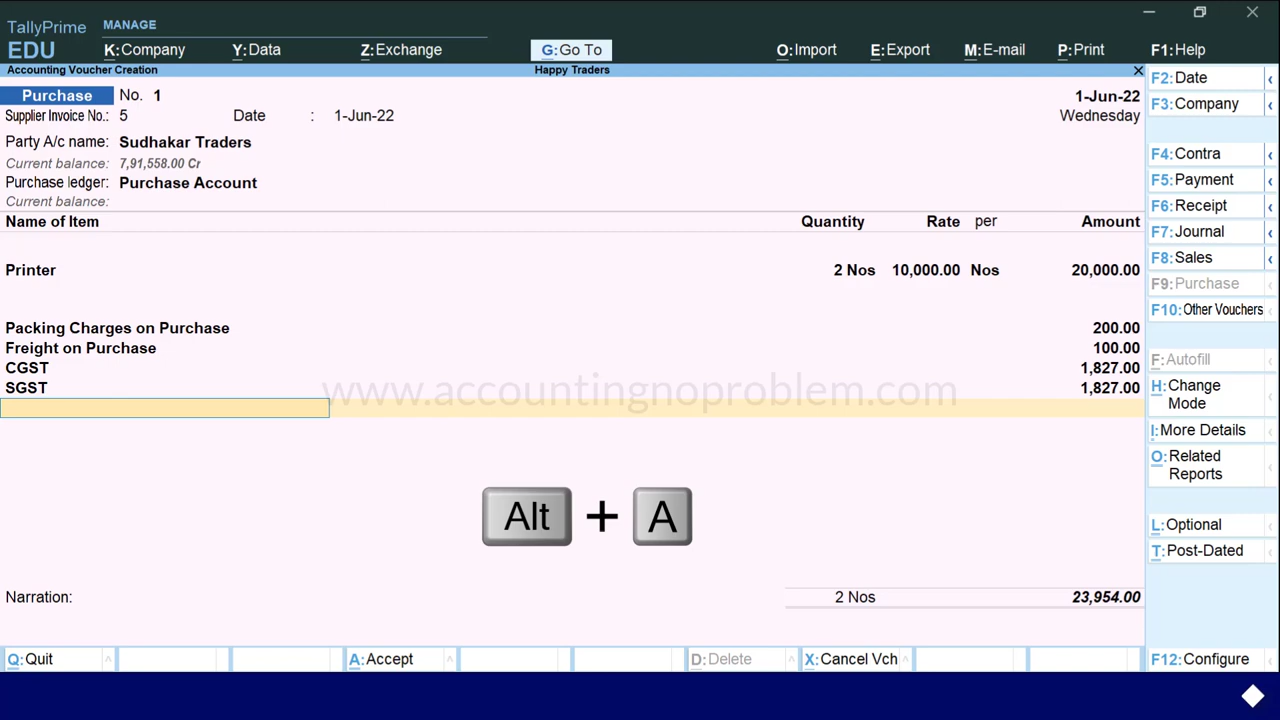 TallyPrime MANAGE
EDU K:Company Y:Data Z:Exchange G:Go To O:Import E:Export M:E-mail P:Print F1:Help
Accounting Voucher Creation Happy Traders
Purchase No. 1 1-Jun-22
Supplier Invoice No.: 5 Date : 1-Jun-22 Wednesday
Party A/c name: Sudhakar Traders
Current balance: 7,91,558.00 Cr
Purchase ledger: Purchase Account
Current balance:
Name of Item Quantity Rate per Amount
Printer 2 Nos 10,000.00 Nos 20,000.00
Packing Charges on Purchase 200.00
Freight on Purchase 100.00
CGST 1,827.00
SGST 1,827.00
www.accountingnoproblem.com
Alt + A
Narration: 2 Nos 23,954.00
Q:Quit A:Accept D:Delete X:Cancel Vch
F2:Date
F3:Company
F4:Contra
F5:Payment
F6:Receipt
F7:Journal
F8:Sales
F9:Purchase
F10:Other Vouchers
F:Autofill
H:Change
Mode
I:More Details
O:Related
Reports
L:Optional
T:Post-Dated
F12:Configure